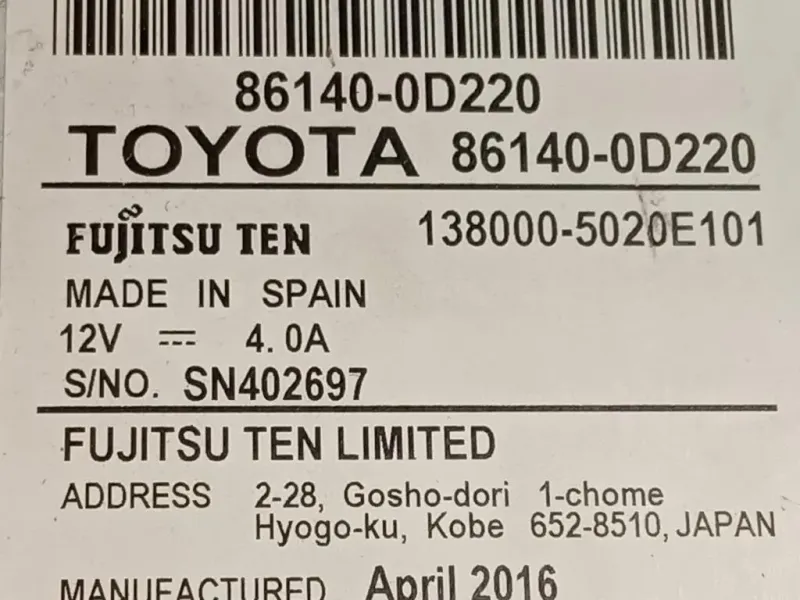 86140-0D220
TOYOTA 86140-0D220
FUJITSU TEN 138000-5020E101
MADE IN SPAIN
12V ⎓ 4.0A
S/NO. SN402697
FUJITSU TEN LIMITED
ADDRESS 2-28, Gosho-dori 1-chome
Hyogo-ku, Kobe 652-8510, JAPAN
MANUFACTURED April 2016